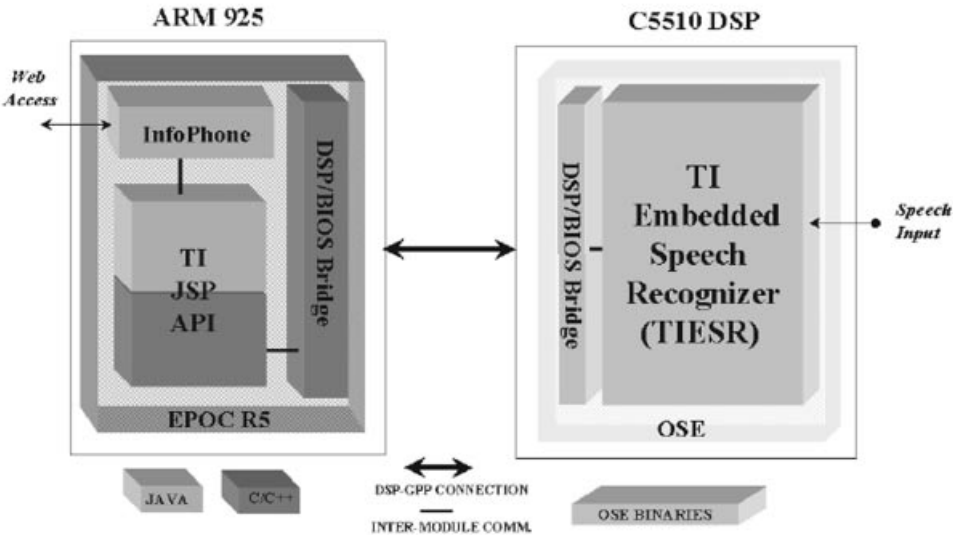 ARM 925
C5510 DSP
Web
Access
InfoPhone
DSP/BIOS Bridge
TI
JSP
API
EPOC R5
DSP/BIOS Bridge
TI
Embedded
Speech
Recognizer
(TIESR)
Speech
Input
OSE
JAVA
C/C++
DSP-GPP CONNECTION
INTER-MODULE COMM.
OSE BINARIES